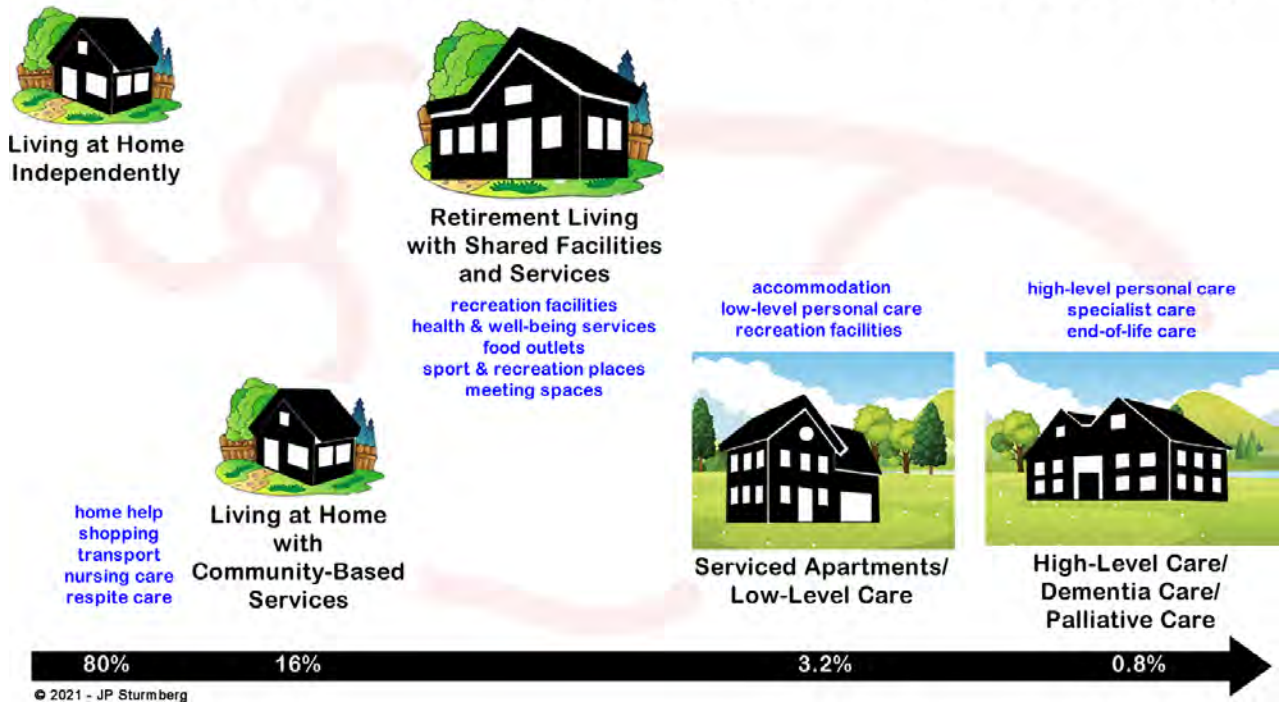 Living at Home
Independently
Retirement Living
with Shared Facilities
and Services
recreation facilities
health & well-being services
food outlets
sport & recreation places
meeting spaces
accommodation
low-level personal care
recreation facilities
high-level personal care
specialist care
end-of-life care
home help
shopping
transport
nursing care
respite care
Living at Home
with
Community-Based
Services
Serviced Apartments/
Low-Level Care
High-Level Care/
Dementia Care/
Palliative Care
80% 16% 3.2% 0.8%
© 2021 - JP Sturmberg